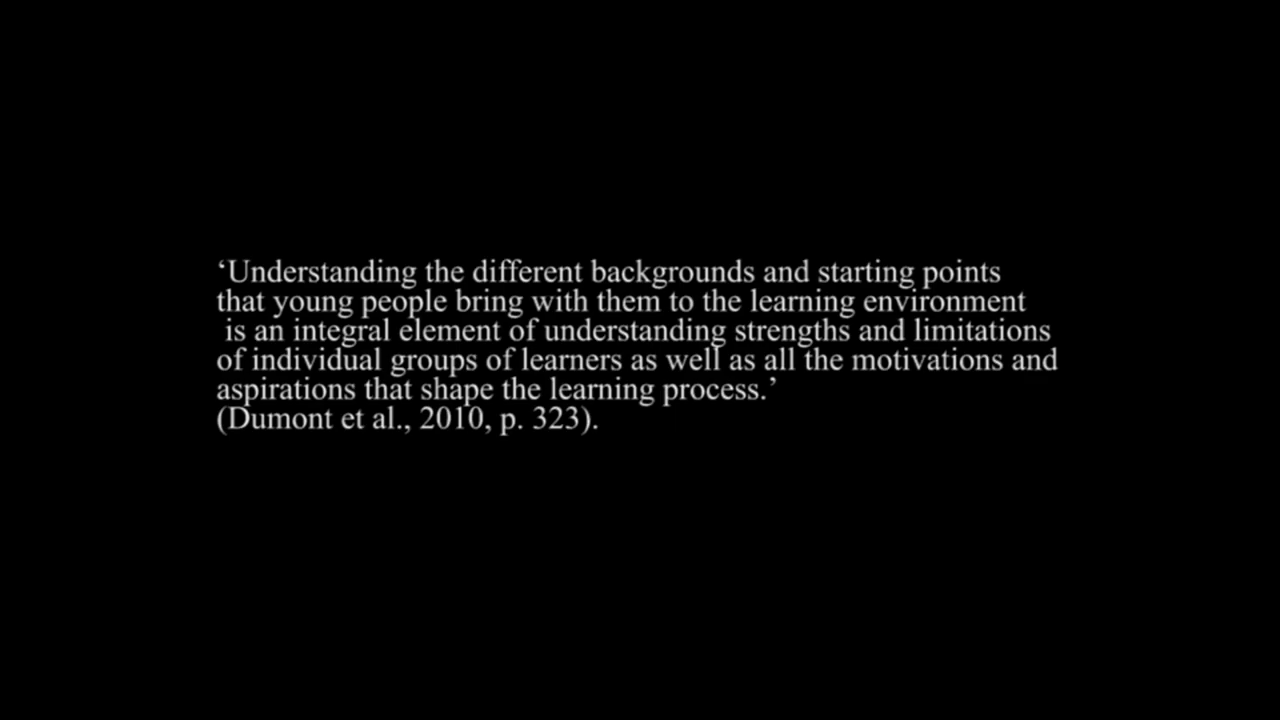 ‘Understanding the different backgrounds and starting points
that young people bring with them to the learning environment
is an integral element of understanding strengths and limitations
of individual groups of learners as well as all the motivations and
aspirations that shape the learning process.’
(Dumont et al., 2010, p. 323).